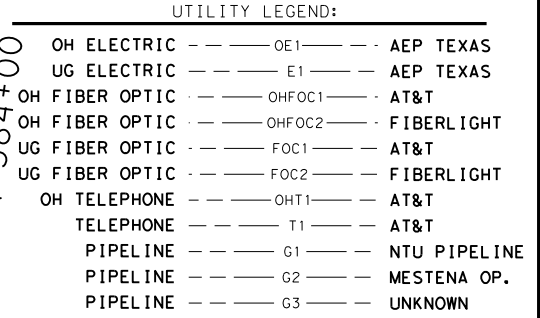 UTILITY LEGEND:
OH ELECTRIC OE1 AEP TEXAS
UG ELECTRIC E1 AEP TEXAS
OH FIBER OPTIC OHFOC1 AT&T
OH FIBER OPTIC OHFOC2 FIBERLIGHT
UG FIBER OPTIC FOC1 AT&T
UG FIBER OPTIC FOC2 FIBERLIGHT
OH TELEPHONE OHT1 AT&T
TELEPHONE T1 AT&T
PIPELINE G1 NTU PIPELINE
PIPELINE G2 MESTENA OP.
PIPELINE G3 UNKNOWN